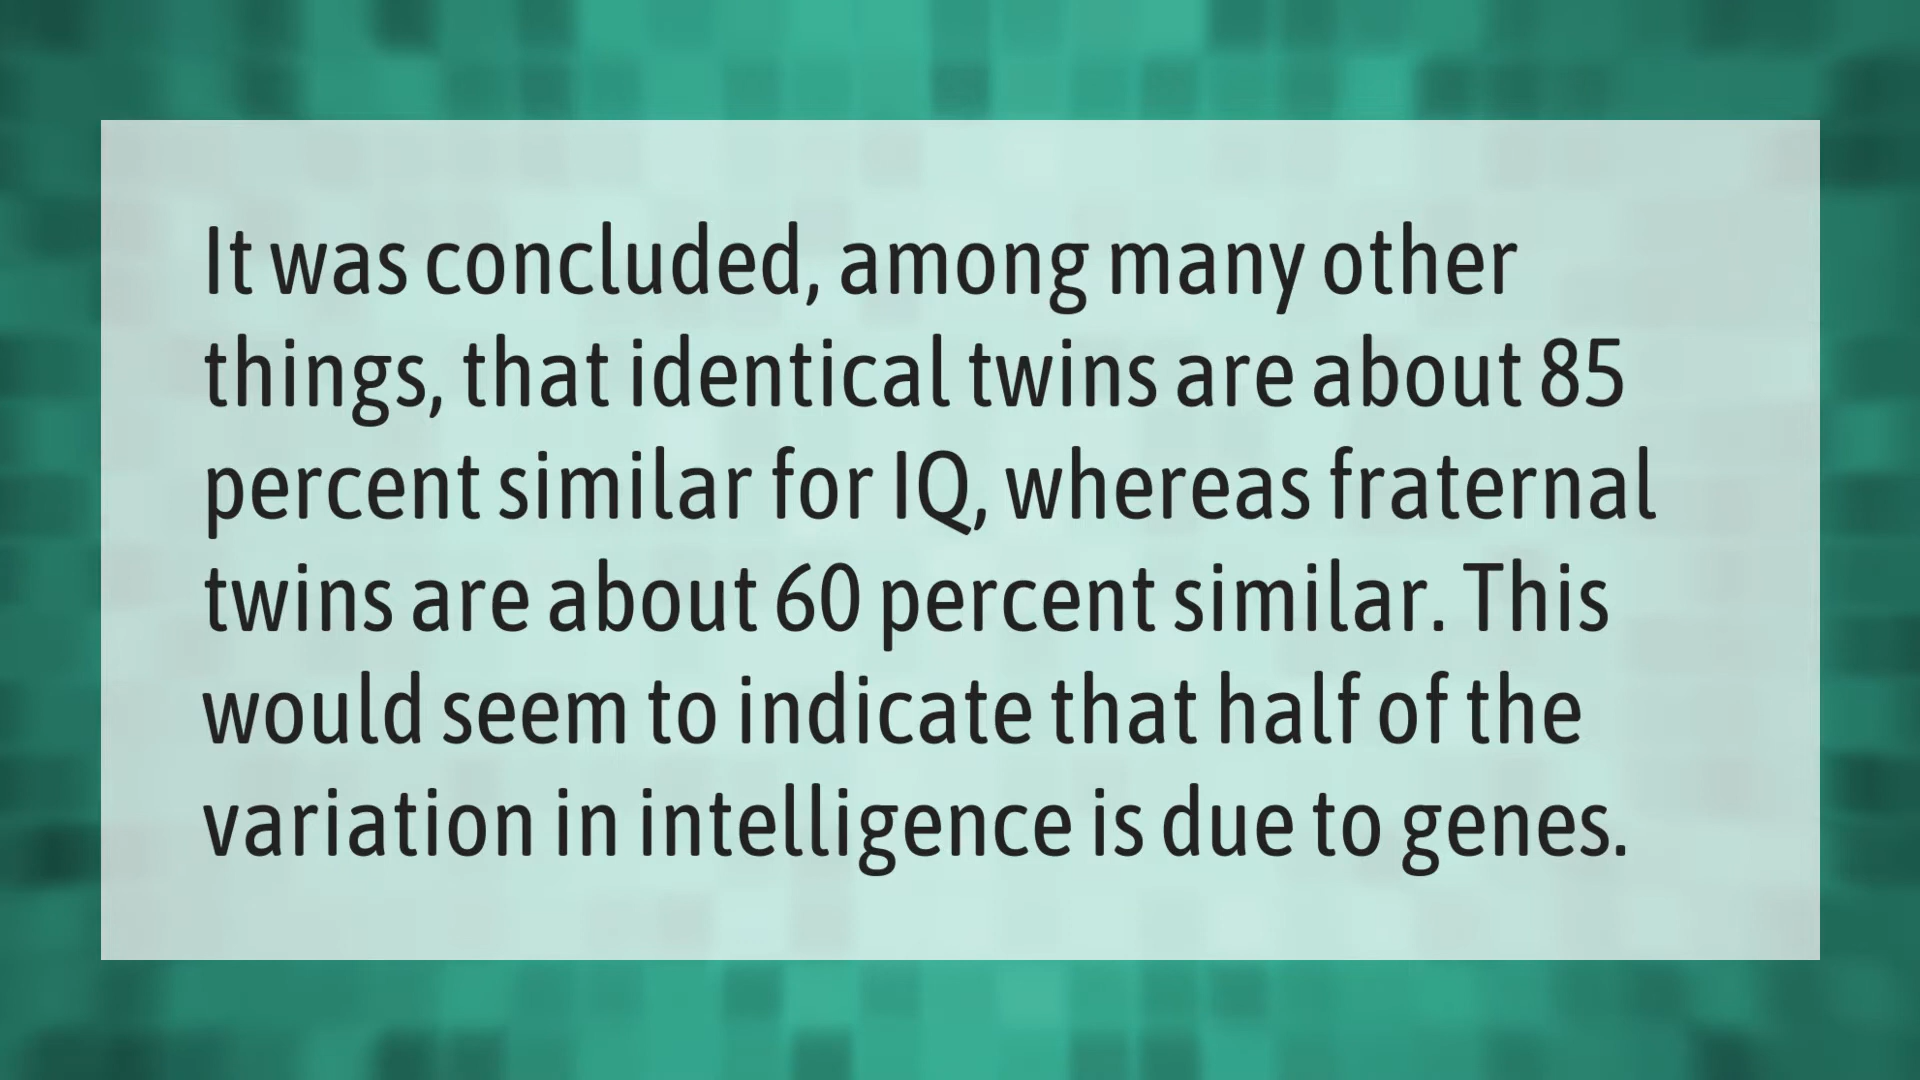 It was concluded, among many other
things, that identical twins are about 85
percent similar for IQ, whereas fraternal
twins are about 60 percent similar. This
would seem to indicate that half of the
variation in intelligence is due to genes.